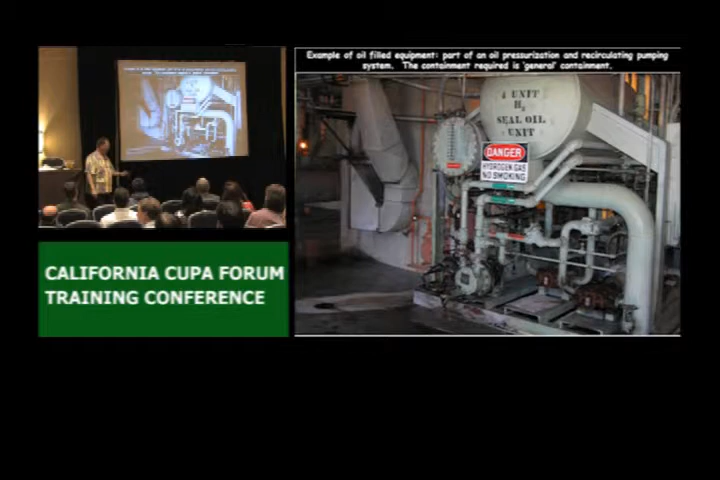 Example of oil filled equipment: part of an oil pressurization and recirculating pumping
system. The containment required is 'general' containment.
4 UNIT
H2
SEAL OIL
UNIT
DANGER
HYDROGEN GAS
NO SMOKING
CALIFORNIA CUPA FORUM
TRAINING CONFERENCE